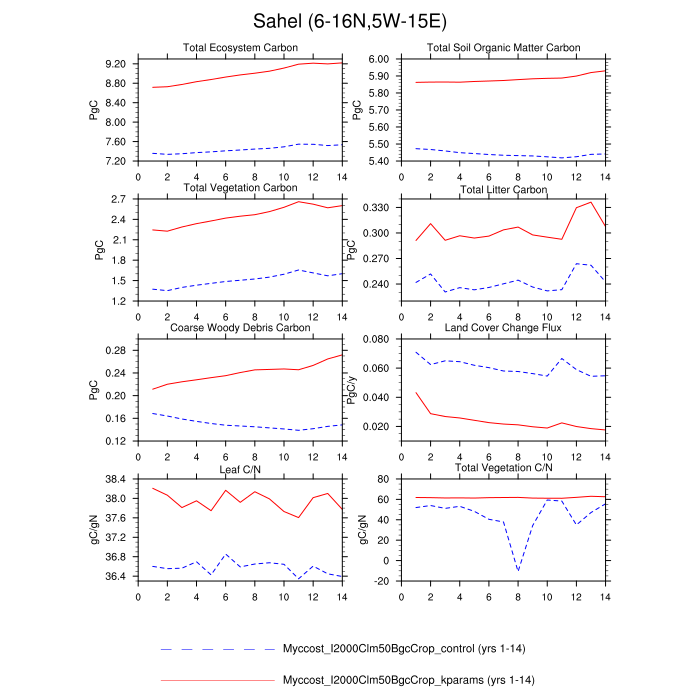 Sahel (6-16N,5W-15E)
Total Ecosystem Carbon
PgC
9.20
8.80
8.40
8.00
7.60
7.20
0 2 4 6 8 10 12 14
Total Soil Organic Matter Carbon
PgC
6.00
5.90
5.80
5.70
5.60
5.50
5.40
0 2 4 6 8 10 12 14
Total Vegetation Carbon
PgC
2.7
2.4
2.1
1.8
1.5
1.2
0 2 4 6 8 10 12 14
Total Litter Carbon
PgC
0.330
0.300
0.270
0.240
0 2 4 6 8 10 12 14
Coarse Woody Debris Carbon
PgC
0.28
0.24
0.20
0.16
0.12
0 2 4 6 8 10 12 14
Land Cover Change Flux
PgC/y
0.080
0.060
0.040
0.020
0 2 4 6 8 10 12 14
Leaf C/N
gC/gN
38.4
38.0
37.6
37.2
36.8
36.4
0 2 4 6 8 10 12 14
Total Vegetation C/N
gC/gN
80
60
40
20
0
-20
0 2 4 6 8 10 12 14
Myccost_I2000Clm50BgcCrop_control (yrs 1-14)
Myccost_I2000Clm50BgcCrop_kparams (yrs 1-14)